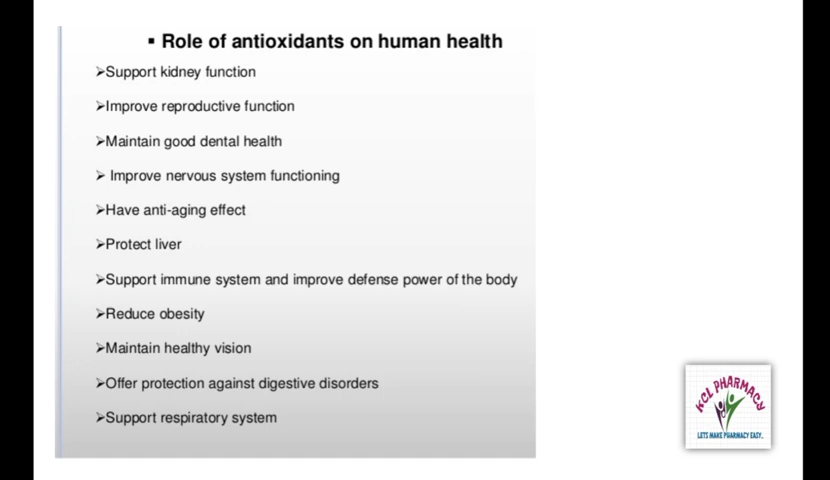 ▪ Role of antioxidants on human health
➢Support kidney function
➢Improve reproductive function
➢Maintain good dental health
➢ Improve nervous system functioning
➢Have anti-aging effect
➢Protect liver
➢Support immune system and improve defense power of the body
➢Reduce obesity
➢Maintain healthy vision
➢Offer protection against digestive disorders
➢Support respiratory system
KCL PHARMACY
LETS MAKE PHARMACY EASY.